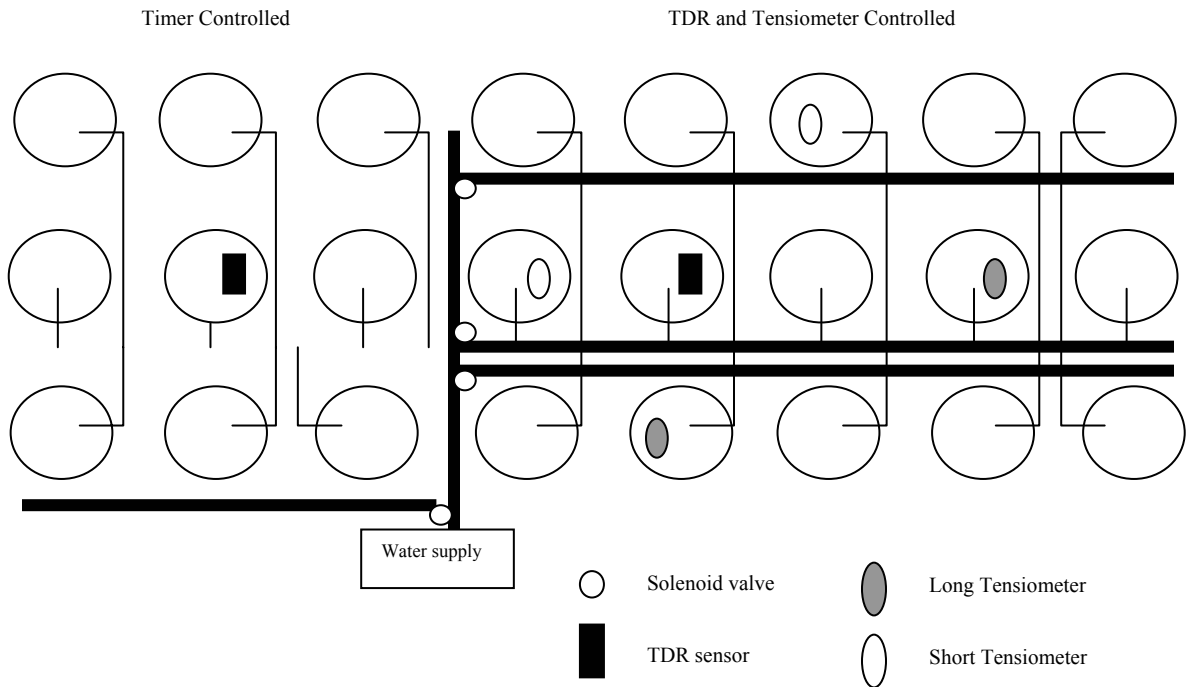 Timer Controlled
TDR and Tensiometer Controlled
Water supply
Solenoid valve
Long Tensiometer
TDR sensor
Short Tensiometer